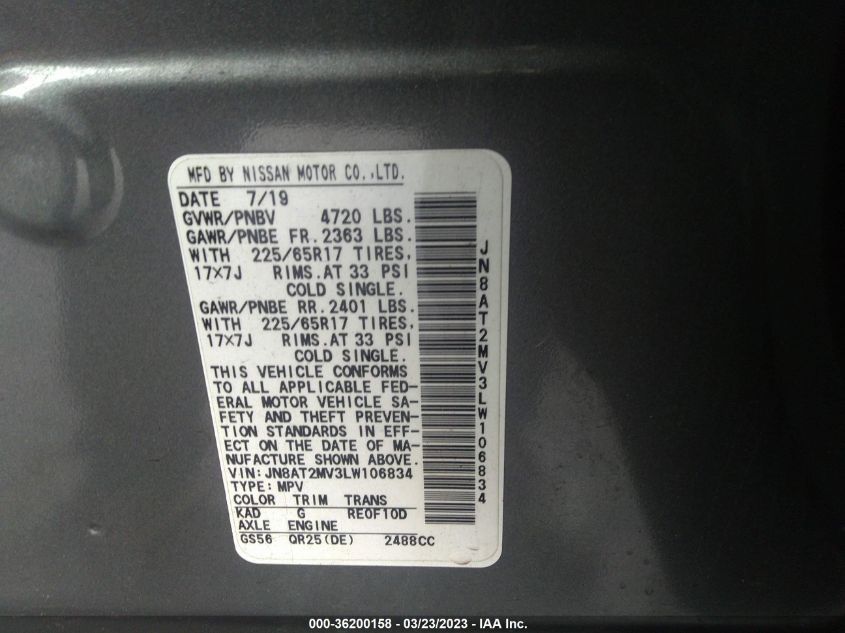 MFD BY NISSAN MOTOR CO.,LTD.
DATE 7/19
GVWR/PNBV 4720 LBS.
GAWR/PNBE FR. 2363 LBS.
WITH 225/65R17 TIRES,
17X7J RIMS.AT 33 PSI
COLD SINGLE.
GAWR/PNBE RR. 2401 LBS.
WITH 225/65R17 TIRES,
17X7J RIMS.AT 33 PSI
COLD SINGLE.
THIS VEHICLE CONFORMS
TO ALL APPLICABLE FED-
ERAL MOTOR VEHICLE SA-
FETY AND THEFT PREVEN-
TION STANDARDS IN EFF-
ECT ON THE DATE OF MA-
NUFACTURE SHOWN ABOVE.
VIN:JN8AT2MV3LW106834
TYPE:MPV
COLOR TRIM TRANS
KAD G RE0F10D
AXLE ENGINE
GS56 QR25(DE) 2488CC
JN8AT2MV3LW106834
000-36200158 - 03/23/2023 - IAA Inc.